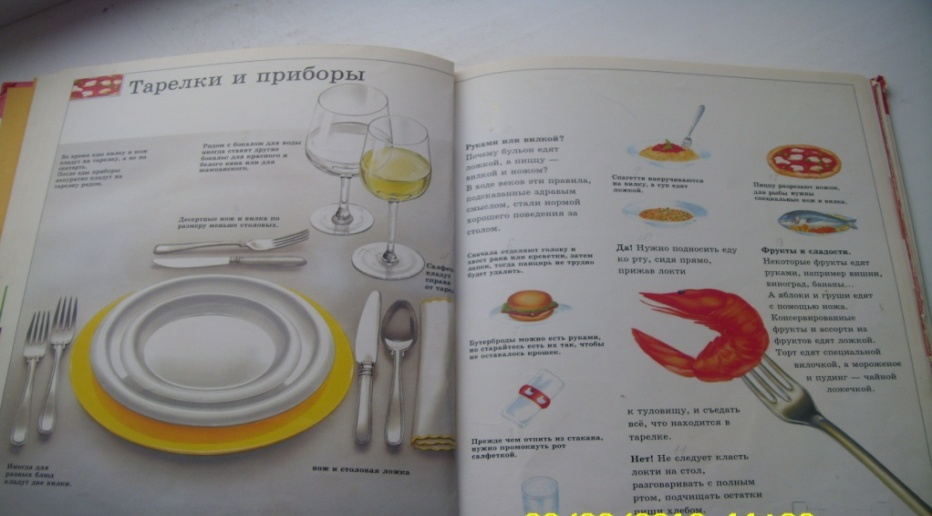 Тарелки и приборы
Во время еды вилку и нож
кладут на тарелку, а не на
скатерть.
После еды приборы
аккуратно кладут на
тарелку рядом.
Рядом с бокалом для воды
иногда ставят другие
бокалы: для красного и
белого вина или для
шампанского.
Десертные нож и вилка по
размеру меньше столовых.
кладут
справа
от
Иногда для
разных блюд
кладут две вилки.
нож и столовая ложка
Руками или вилкой?
Почему бульон едят
ложкой, а пиццу —
вилкой и ножом?
В ходе веков эти правила,
подсказанные здравым
смыслом, стали нормой
хорошего поведения за
столом.
Сначала отделяют голову и
хвост рака или креветки, затем
лапки, тогда панцирь не трудно
будет удалить.
Бутерброды можно есть руками,
но старайтесь есть их так, чтобы
не оставалось крошек.
Прежде чем отпить из стакана,
нужно промокнуть рот
салфеткой.
Спагетти накручиваются
на вилку, а суп едят
ложкой.
Пиццу разрезают ножом,
для рыбы нужны
специальные нож и вилка.
Да! Нужно подносить еду
ко рту, сидя прямо,
прижав локти
к туловищу, и съедать
всё, что находится в
тарелке.
Нет! Не следует класть
локти на стол,
разговаривать с полным
ртом, подчищать остатки
пищи хлебом.
Фрукты и сладости.
Некоторые фрукты едят
руками, например вишни,
виноград, бананы...
А яблоки и груши едят
с помощью ножа.
Консервированные
фрукты и ассорти из
фруктов едят ложкой.
Торт едят специальной
вилочкой, а мороженое
и пудинг — чайной
ложечкой.